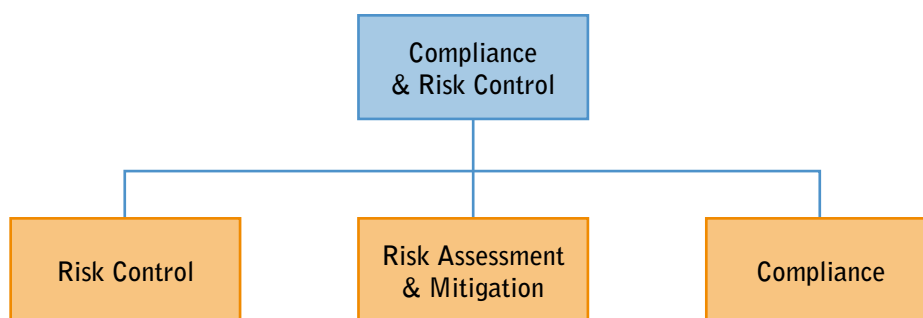 Compliance
& Risk Control
Risk Control
Risk Assessment
& Mitigation
Compliance